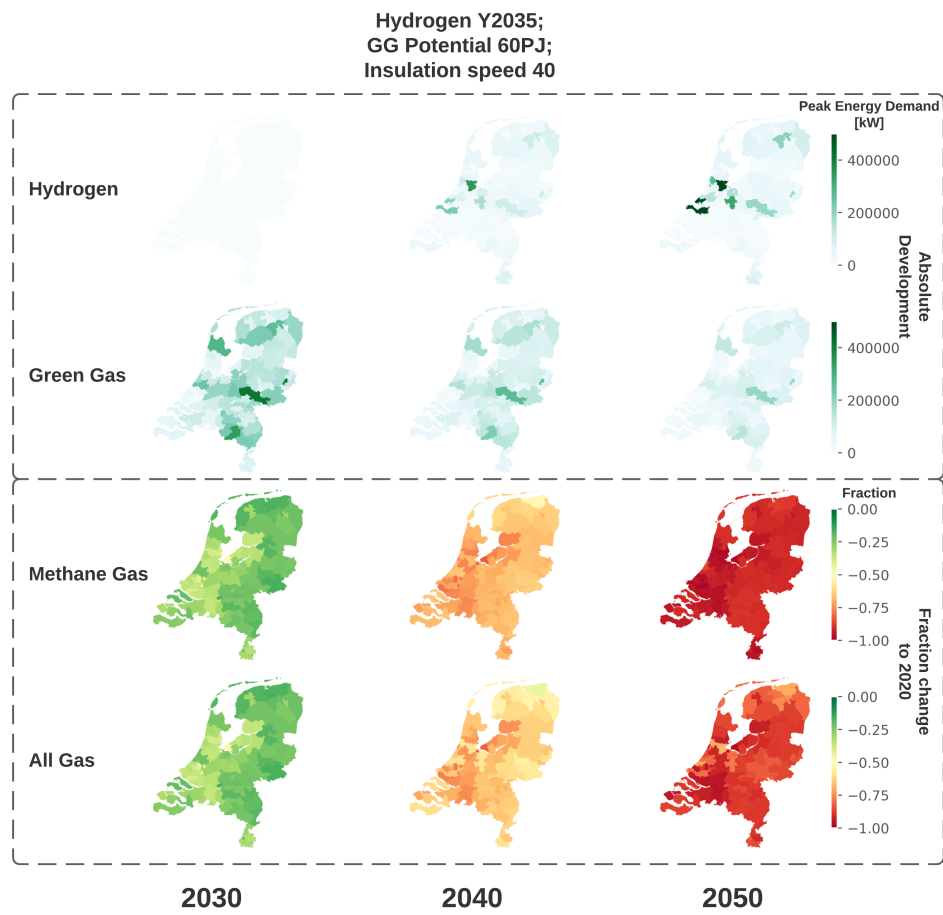 Hydrogen Y2035;
GG Potential 60PJ;
Insulation speed 40
Peak Energy Demand
[kW]
Hydrogen
400000
200000
0
Absolute
Development
Green Gas
400000
200000
0
Fraction
Methane Gas
0.00
−0.25
−0.50
−0.75
−1.00
Fraction change
to 2020
All Gas
0.00
−0.25
−0.50
−0.75
−1.00
2030
2040
2050